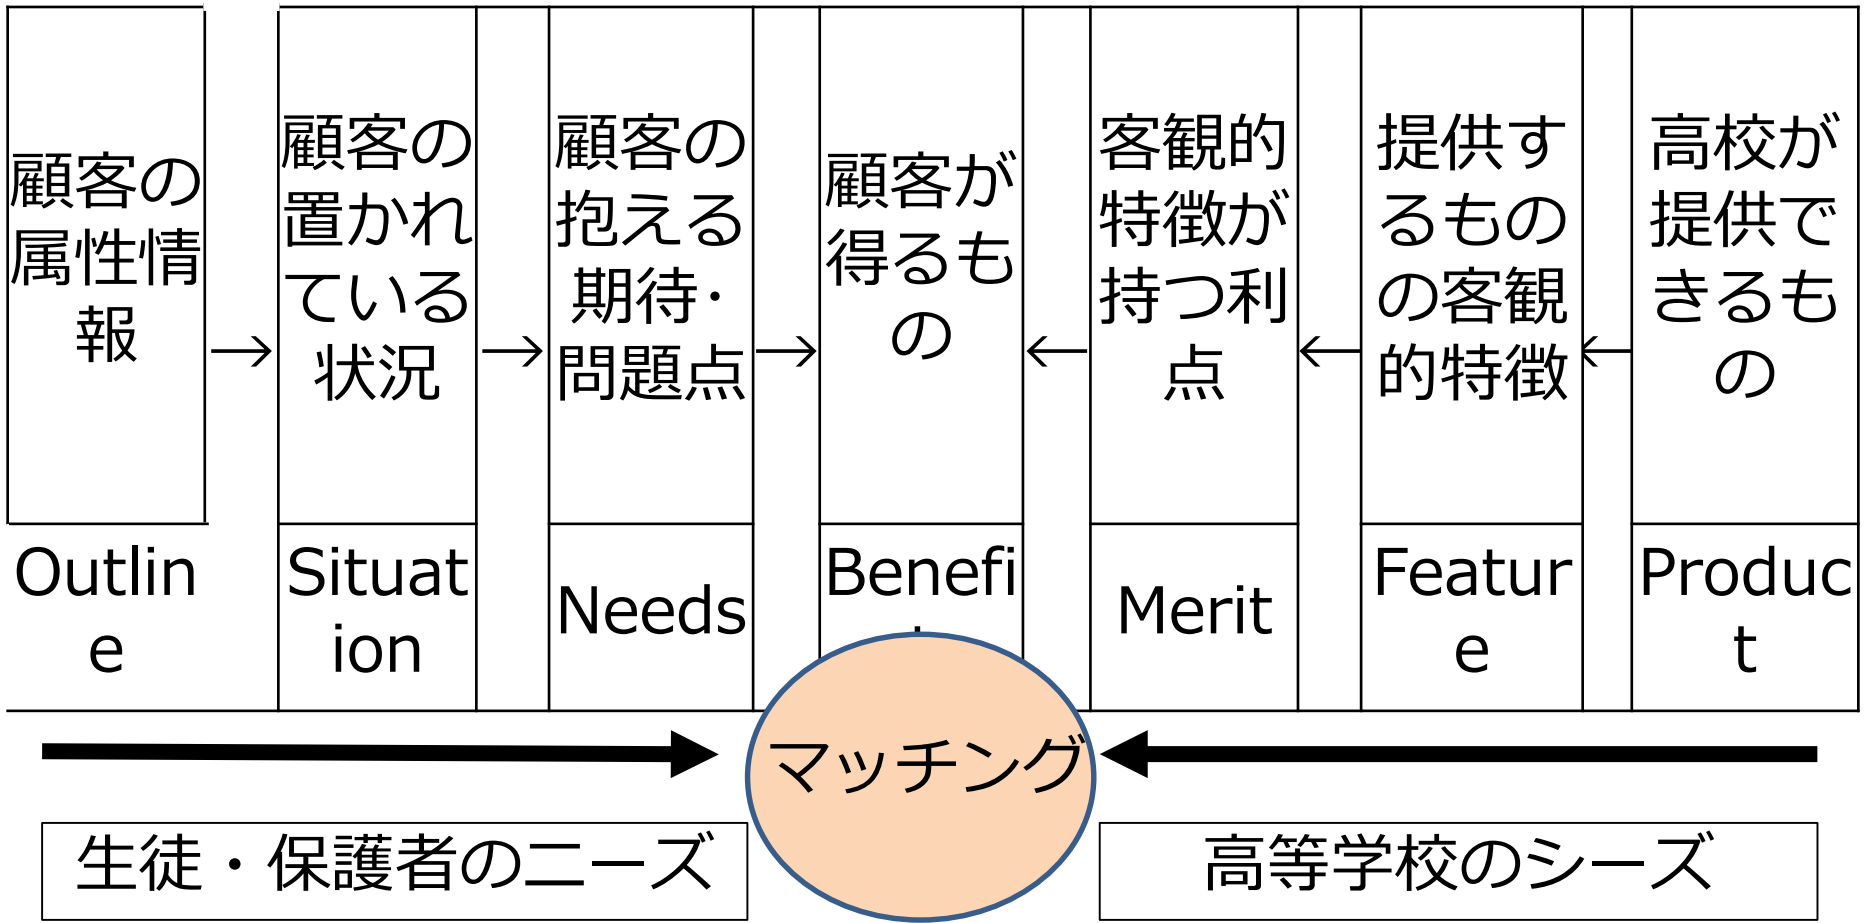 顧客の
属性情
報
顧客の
置かれ
ている
状況
顧客の
抱える
期待・
問題点
顧客が
得るも
の
客観的
特徴が
持つ利
点
提供す
るもの
の客観
的特徴
高校が
提供で
きるも
の
→
→
→
←
←
←
Outlin
e
Situat
ion
Needs
Benefi
Merit
Featur
e
Produc
t
マッチング
生徒・保護者のニーズ
高等学校のシーズ